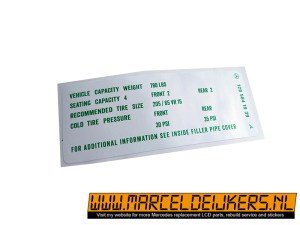 VEHICLE CAPACITY WEIGHT 700 LBS
SEATING CAPACITY 4 FRONT 2 REAR 2
RECOMMENDED TIRE SIZE 205 / 65 VR 15
COLD TIRE PRESSURE FRONT REAR
30 PSI 35 PSI
FOR ADDITIONAL INFORMATION SEE INSIDE FILLER PIPE COVER
WWW.MARCELDEIJKERS.NL
Visit my website for more Mercedes replacement LCD parts, rebuild service and stickers